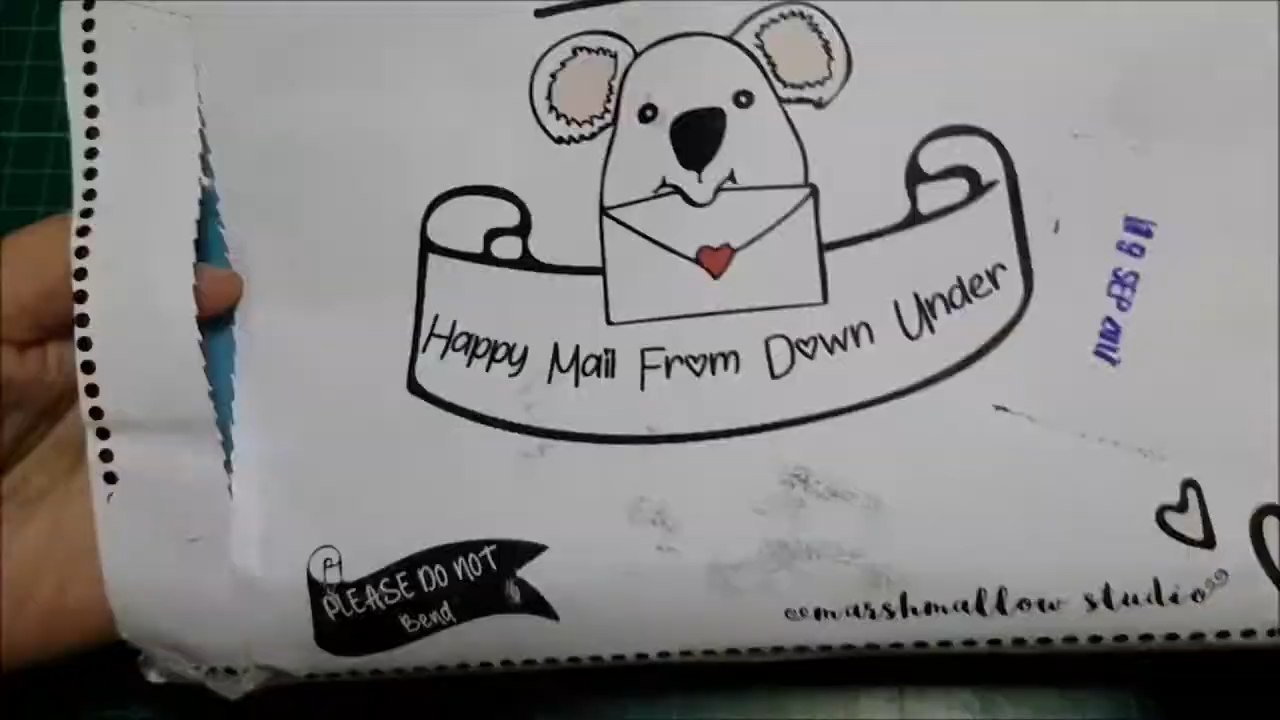 Happy Mail From Down Under
19 SEP
PLEASE DO NOT
Bend
marshmallow studio